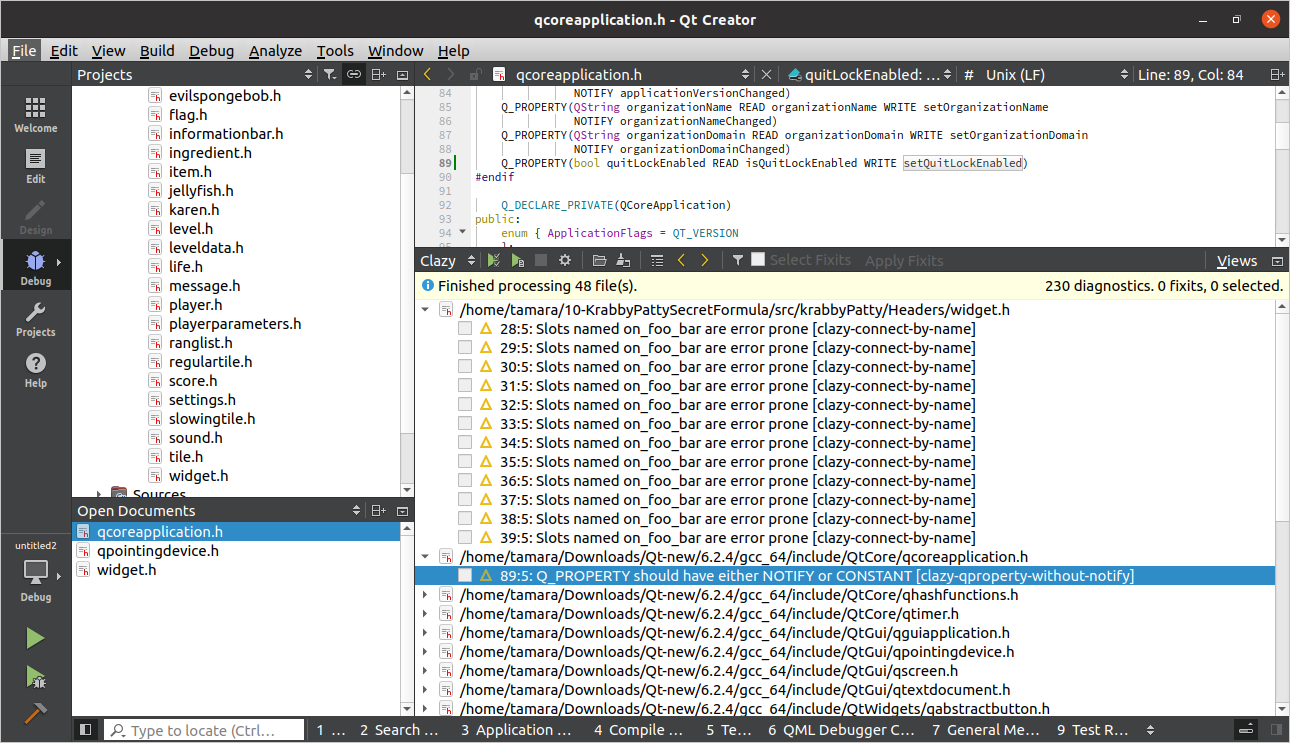 qcoreapplication.h - Qt Creator
File Edit View Build Debug Analyze Tools Window Help
Projects
qcoreapplication.h
quitLockEnabled: ...
# Unix (LF)
Line: 89, Col: 84
Welcome
Edit
Design
Debug
Projects
Help
untitled2
Debug
evilspongebob.h
flag.h
informationbar.h
ingredient.h
item.h
jellyfish.h
karen.h
level.h
leveldata.h
life.h
message.h
player.h
playerparameters.h
ranglist.h
regulartile.h
score.h
settings.h
slowingtile.h
sound.h
tile.h
widget.h
Sources
Open Documents
qcoreapplication.h
qpointingdevice.h
widget.h
84 NOTIFY applicationVersionChanged)
85 Q_PROPERTY(QString organizationName READ organizationName WRITE setOrganizationName
86 NOTIFY organizationNameChanged)
87 Q_PROPERTY(QString organizationDomain READ organizationDomain WRITE setOrganizationDomain
88 NOTIFY organizationDomainChanged)
89 Q_PROPERTY(bool quitLockEnabled READ isQuitLockEnabled WRITE setQuitLockEnabled)
90 #endif
91
92 Q_DECLARE_PRIVATE(QCoreApplication)
93 public:
94 enum { ApplicationFlags = QT_VERSION
95 };
Clazy
Select Fixits Apply Fixits
Views
Finished processing 48 file(s).
230 diagnostics. 0 fixits, 0 selected.
/home/tamara/10-KrabbyPattySecretFormula/src/krabbyPatty/Headers/widget.h
28:5: Slots named on_foo_bar are error prone [clazy-connect-by-name]
29:5: Slots named on_foo_bar are error prone [clazy-connect-by-name]
30:5: Slots named on_foo_bar are error prone [clazy-connect-by-name]
31:5: Slots named on_foo_bar are error prone [clazy-connect-by-name]
32:5: Slots named on_foo_bar are error prone [clazy-connect-by-name]
33:5: Slots named on_foo_bar are error prone [clazy-connect-by-name]
34:5: Slots named on_foo_bar are error prone [clazy-connect-by-name]
35:5: Slots named on_foo_bar are error prone [clazy-connect-by-name]
36:5: Slots named on_foo_bar are error prone [clazy-connect-by-name]
37:5: Slots named on_foo_bar are error prone [clazy-connect-by-name]
38:5: Slots named on_foo_bar are error prone [clazy-connect-by-name]
39:5: Slots named on_foo_bar are error prone [clazy-connect-by-name]
/home/tamara/Downloads/Qt-new/6.2.4/gcc_64/include/QtCore/qcoreapplication.h
89:5: Q_PROPERTY should have either NOTIFY or CONSTANT [clazy-qproperty-without-notify]
/home/tamara/Downloads/Qt-new/6.2.4/gcc_64/include/QtCore/qhashfunctions.h
/home/tamara/Downloads/Qt-new/6.2.4/gcc_64/include/QtCore/qtimer.h
/home/tamara/Downloads/Qt-new/6.2.4/gcc_64/include/QtGui/qguiapplication.h
/home/tamara/Downloads/Qt-new/6.2.4/gcc_64/include/QtGui/qpointingdevice.h
/home/tamara/Downloads/Qt-new/6.2.4/gcc_64/include/QtGui/qscreen.h
/home/tamara/Downloads/Qt-new/6.2.4/gcc_64/include/QtGui/qtextdocument.h
/home/tamara/Downloads/Qt-new/6.2.4/gcc_64/include/QtWidgets/qabstractbutton.h
Type to locate (Ctrl...
1 ... 2 Search ... 3 Application ... 4 Compile ... 5 Te... 6 QML Debugger C... 7 General Me... 9 Test R...